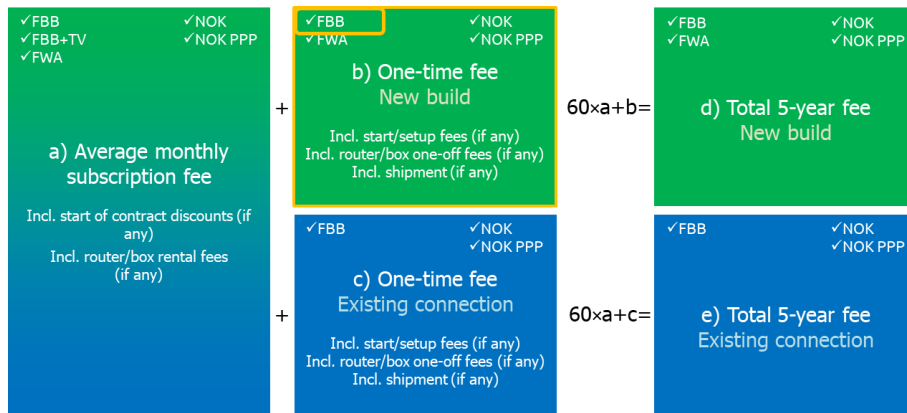 ✓FBB ✓NOK
✓FBB+TV ✓NOK PPP
✓FWA
a) Average monthly
subscription fee
Incl. start of contract discounts (if
any)
Incl. router/box rental fees
(if any)
+
✓FBB ✓NOK
✓FWA ✓NOK PPP
b) One-time fee
New build
Incl. start/setup fees (if any)
Incl. router/box one-off fees (if any)
Incl. shipment (if any)
60×a+b=
✓FBB ✓NOK
✓FWA ✓NOK PPP
d) Total 5-year fee
New build
+
✓FBB ✓NOK
✓NOK PPP
c) One-time fee
Existing connection
Incl. start/setup fees (if any)
Incl. router/box one-off fees (if any)
Incl. shipment (if any)
60×a+c=
✓FBB ✓NOK
✓NOK PPP
e) Total 5-year fee
Existing connection